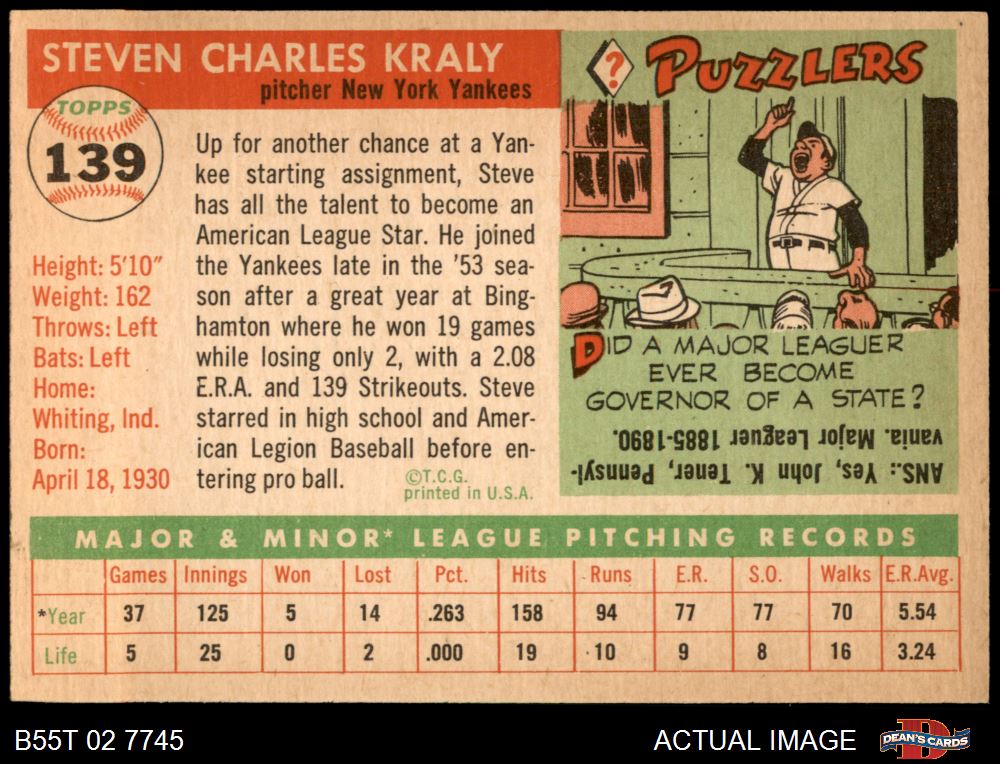 STEVEN CHARLES KRALY
pitcher New York Yankees
TOPPS
139
Height: 5'10"
Weight: 162
Throws: Left
Bats: Left
Home:
Whiting, Ind.
Born:
April 18, 1930
Up for another chance at a Yan-
kee starting assignment, Steve
has all the talent to become an
American League Star. He joined
the Yankees late in the '53 sea-
son after a great year at Bing-
hamton where he won 19 games
while losing only 2, with a 2.08
E.R.A. and 139 Strikeouts. Steve
starred in high school and Amer-
ican Legion Baseball before en-
tering pro ball.
©T.C.G.
printed in U.S.A.
?
PUZZLERS
DID A MAJOR LEAGUER
EVER BECOME
GOVERNOR OF A STATE?
ANS.: Yes, John K. Tener, Pennsyl-
vania. Major Leaguer 1885-1890.
MAJOR & MINOR* LEAGUE PITCHING RECORDS
Games Innings Won Lost Pct. Hits Runs E.R. S.O. Walks E.R.Avg.
*Year 37 125 5 14 .263 158 94 77 77 70 5.54
Life 5 25 0 2 .000 19 10 9 8 16 3.24
B55T 02 7745
ACTUAL IMAGE
D
DEAN'S CARDS